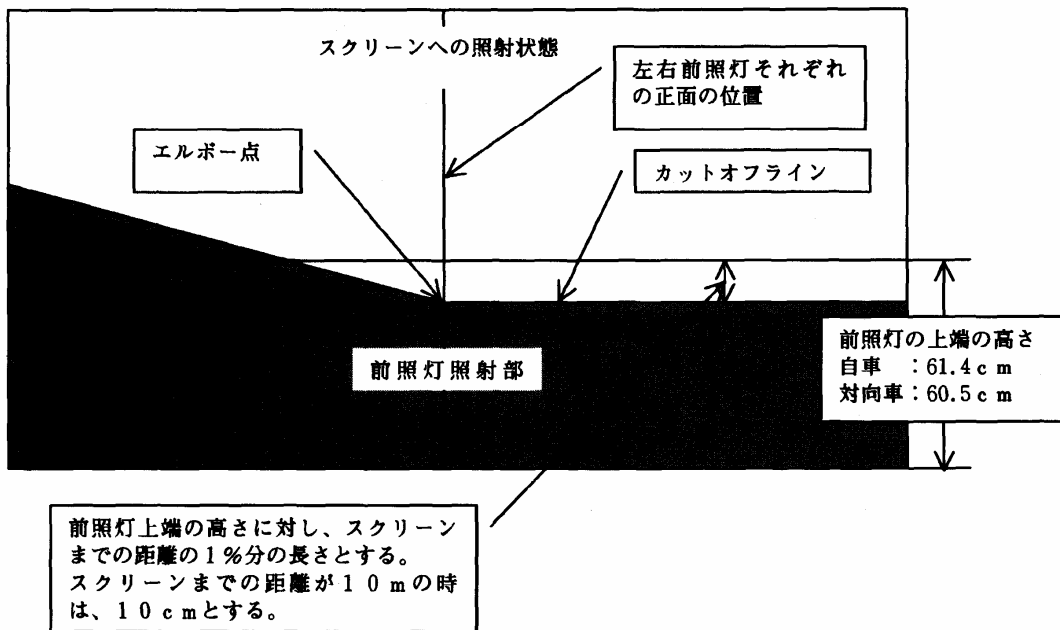 スクリーンへの照射状態
左右前照灯それぞれ
の正面の位置
エルボー点
カットオフライン
前照灯照射部
前照灯の上端の高さ
自車　：61.4ｃｍ
対向車：60.5ｃｍ
前照灯上端の高さに対し、スクリーン
までの距離の１％分の長さとする。
スクリーンまでの距離が１０ｍの時
は、１０ｃｍとする。